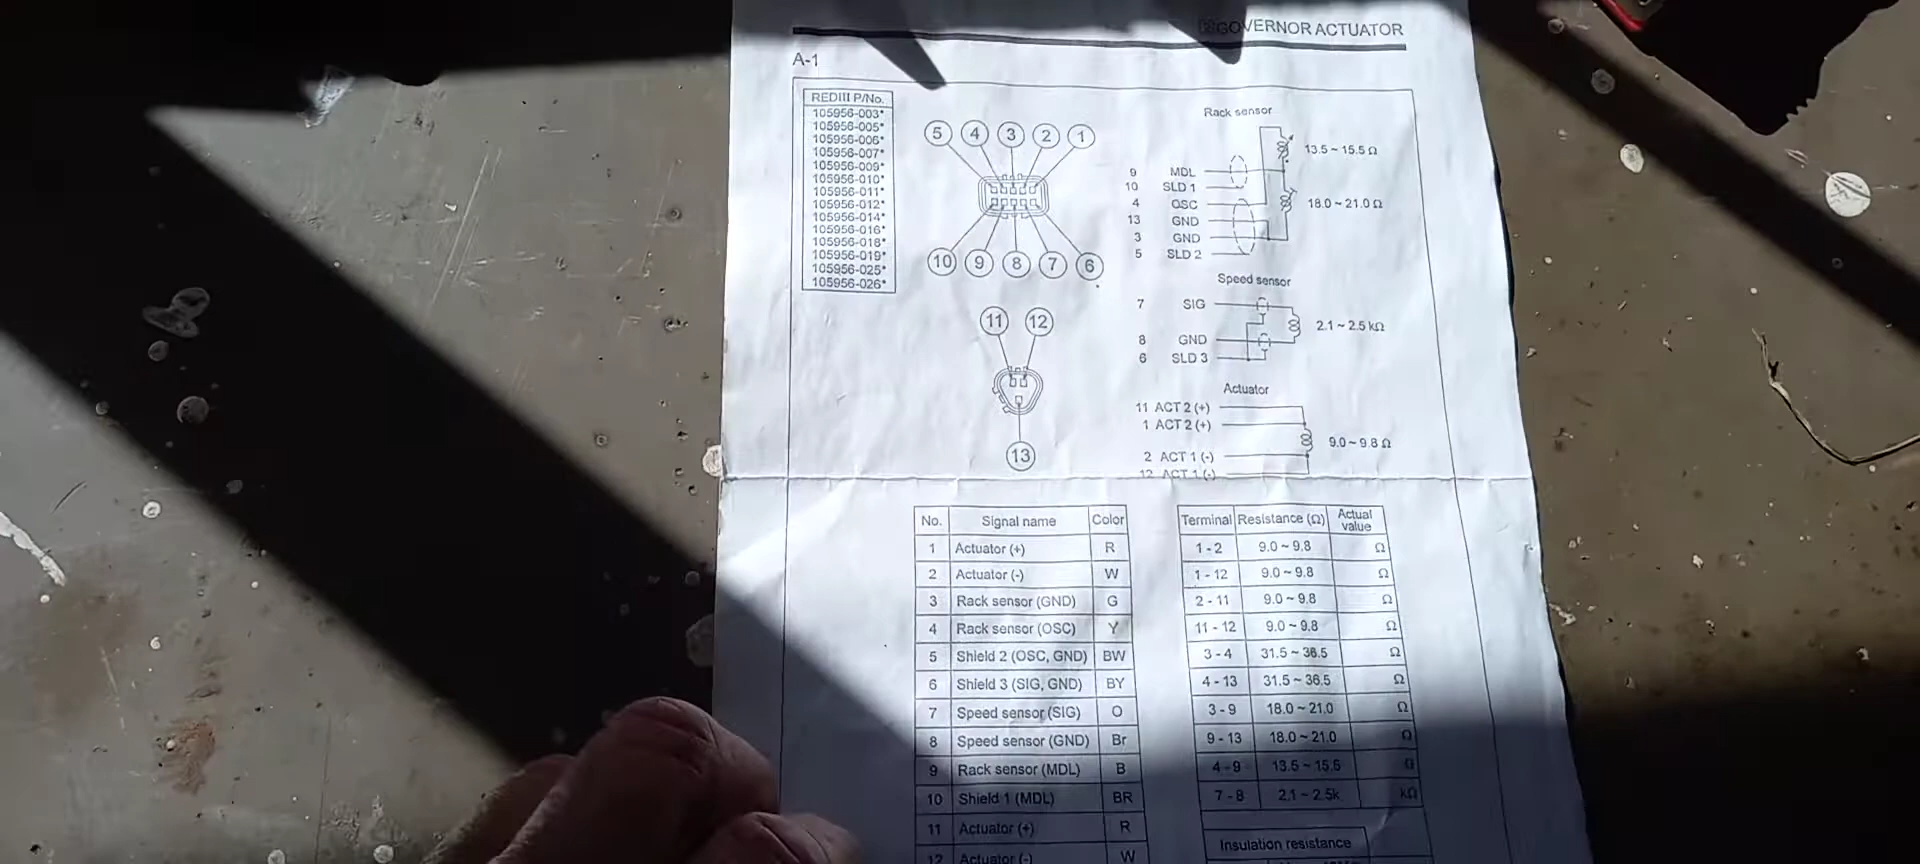 GOVERNOR ACTUATOR
A-1
REDIII P/No.
105956-003*
105956-005*
105956-006*
105956-007*
105956-009*
105956-010*
105956-011*
105956-012*
105956-014*
105956-016*
105956-018*
105956-019*
105956-025*
105956-026*
5 4 3 2 1
10 9 8 7 6
11 12
13
Rack sensor
13.5 ~ 15.5 Ω
9 MDL
10 SLD 1
4 OSC
18.0 ~ 21.0 Ω
13 GND
3 GND
5 SLD 2
Speed sensor
7 SIG
2.1 ~ 2.5 kΩ
8 GND
6 SLD 3
Actuator
11 ACT 2 (+)
1 ACT 2 (+)
9.0 ~ 9.8 Ω
2 ACT 1 (-)
12 ACT 1 (-)
No. Signal name Color
1 Actuator (+) R
2 Actuator (-) W
3 Rack sensor (GND) G
4 Rack sensor (OSC) Y
5 Shield 2 (OSC, GND) BW
6 Shield 3 (SIG, GND) BY
7 Speed sensor (SIG) O
8 Speed sensor (GND) Br
9 Rack sensor (MDL) B
10 Shield 1 (MDL) BR
11 Actuator (+) R
12 Actuator (-) W
Terminal Resistance (Ω) Actual value
1 - 2 9.0 ~ 9.8 Ω
1 - 12 9.0 ~ 9.8 Ω
2 - 11 9.0 ~ 9.8 Ω
11 - 12 9.0 ~ 9.8 Ω
3 - 4 31.5 ~ 36.5 Ω
4 - 13 31.5 ~ 36.5 Ω
3 - 9 18.0 ~ 21.0 Ω
9 - 13 18.0 ~ 21.0 Ω
4 - 9 13.5 ~ 15.5 Ω
7 - 8 2.1 ~ 2.5k kΩ
Insulation resistance